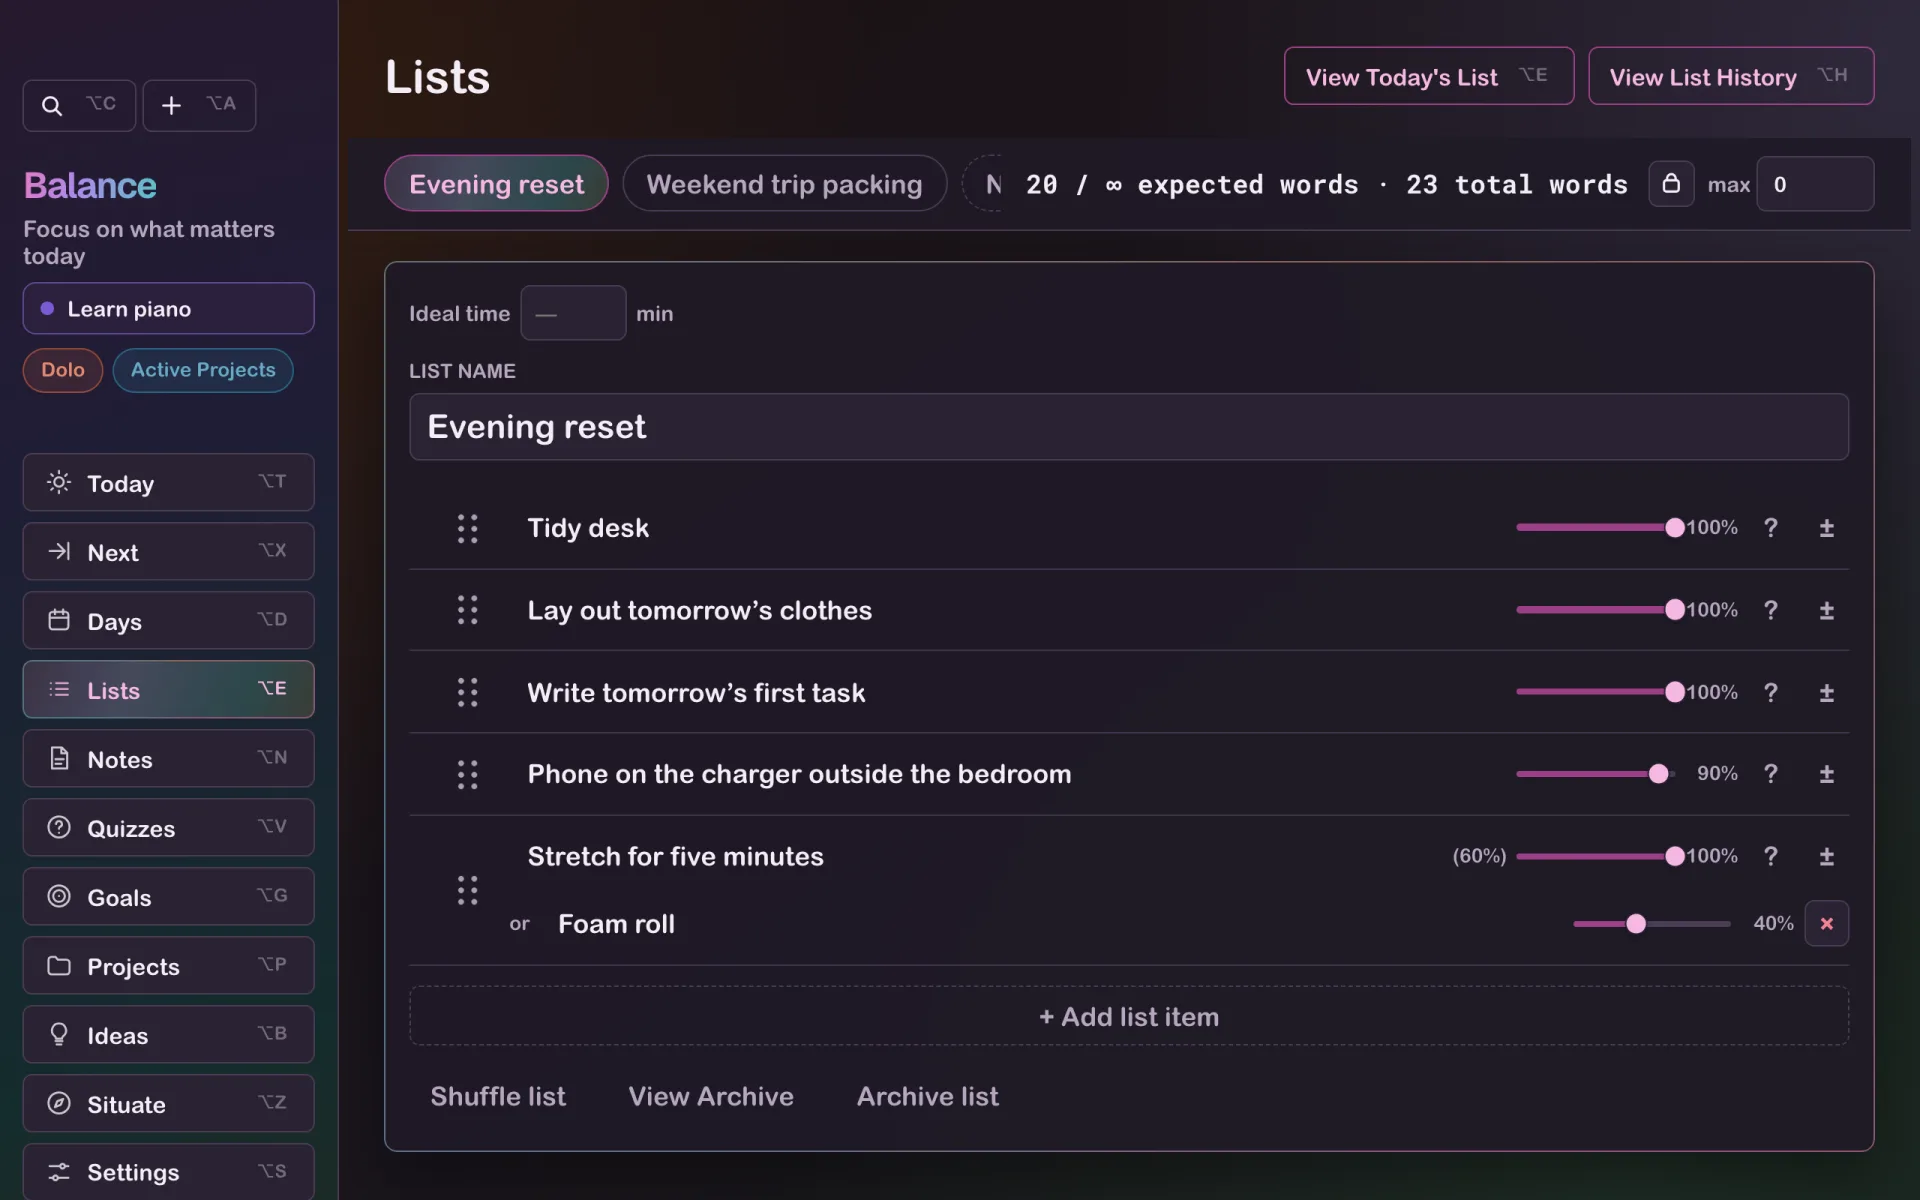 ⌥C
+ ⌥A
Balance
Focus on what matters
today
Learn piano
Dolo
Active Projects
Today ⌥T
Next ⌥X
Days ⌥D
Lists ⌥E
Notes ⌥N
Quizzes ⌥V
Goals ⌥G
Projects ⌥P
Ideas ⌥B
Situate ⌥Z
Settings ⌥S
Lists
View Today's List ⌥E
View List History ⌥H
Evening reset
Weekend trip packing
N
20 / ∞ expected words · 23 total words
max 0
Ideal time — min
LIST NAME
Evening reset
Tidy desk 100% ? ±
Lay out tomorrow’s clothes 100% ? ±
Write tomorrow’s first task 100% ? ±
Phone on the charger outside the bedroom 90% ? ±
Stretch for five minutes (60%) 100% ? ±
or Foam roll 40% ×
+ Add list item
Shuffle list View Archive Archive list